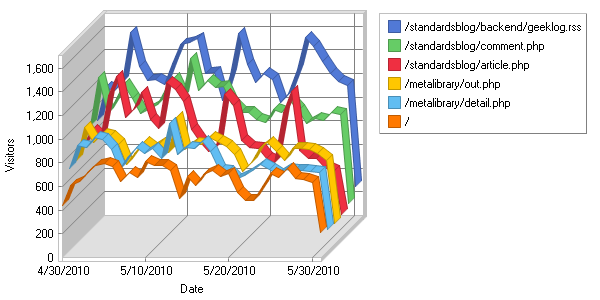 /standardsblog/backend/geeklog.rss
/standardsblog/comment.php
/standardsblog/article.php
/metalibrary/out.php
/metalibrary/detail.php
/
Visitors
1,600
1,400
1,200
1,000
800
600
400
200
0
4/30/2010 5/10/2010 5/20/2010 5/30/2010
Date